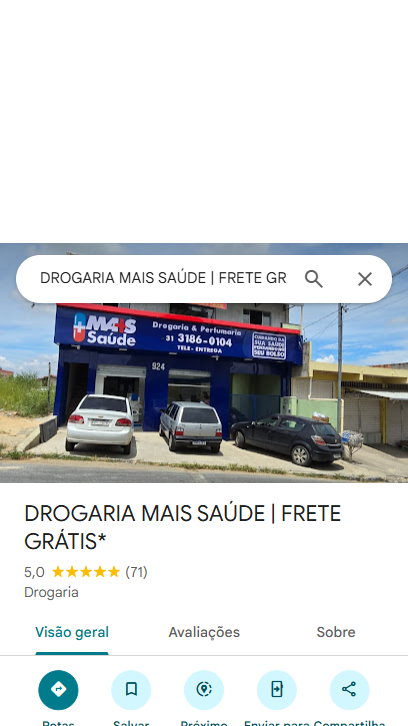 DROGARIA MAIS SAÚDE | FRETE GR
M4+S
Saúde
Drogaria & Perfumaria
31 3186-0104
TELE - ENTREGA
CUIDANDO DA
SUA SAÚDE
PENSANDO NO
SEU BOLSO
924
DROGARIA MAIS SAÚDE | FRETE
GRÁTIS*
5,0 ★★★★★ (71)
Drogaria
Visão geral Avaliações Sobre
Rotas Salvar Próximo Enviar para Compartilha